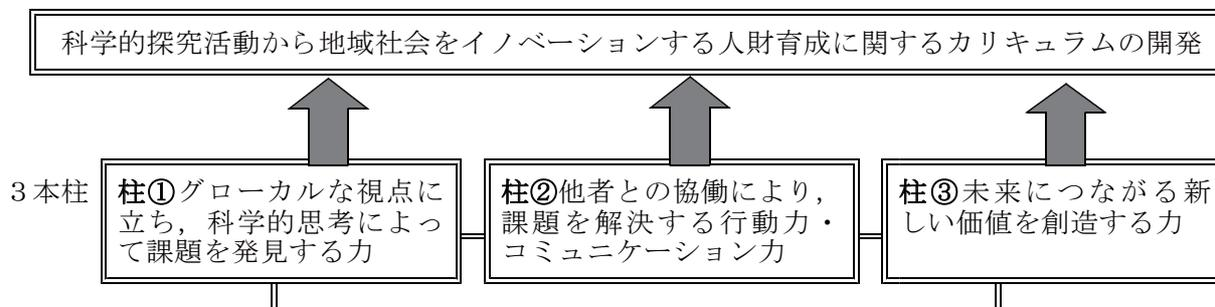 科学的探究活動から地域社会をイノベーションする人財育成に関するカリキュラムの開発
3本柱
柱①グローカルな視点に
立ち，科学的思考によっ
て課題を発見する力
柱②他者との協働により，
課題を解決する行動力・
コミュニケーション力
柱③未来につながる新
しい価値を創造する力